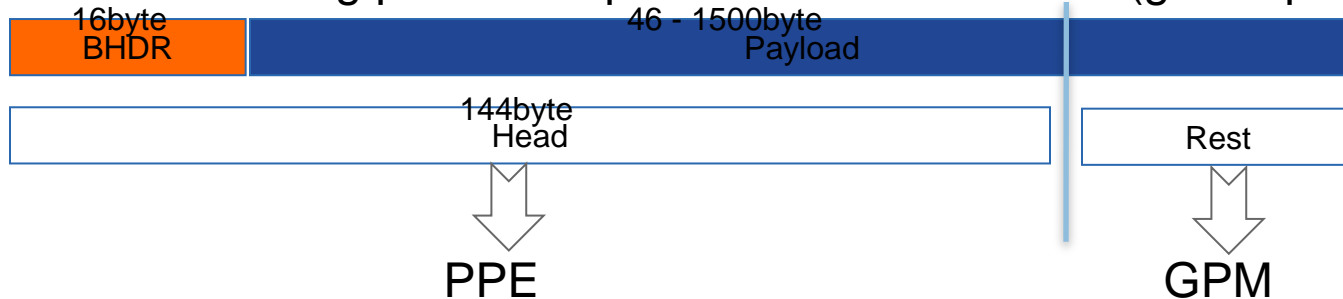 16byte
BHDR
46 - 1500byte
Payload
144byte
Head
Rest
PPE
GPM